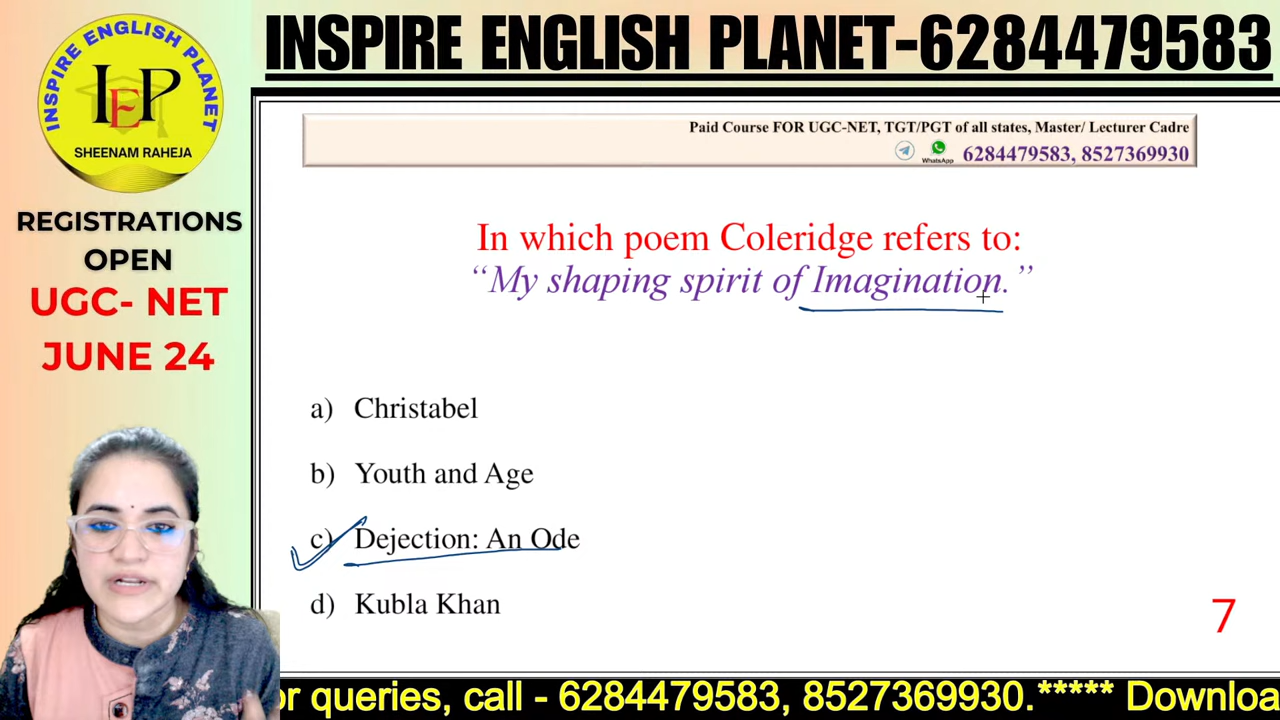 INSPIRE ENGLISH PLANET-6284479583
INSPIRE ENGLISH PLANET
IEP
SHEENAM RAHEJA
REGISTRATIONS
OPEN
UGC- NET
JUNE 24
Paid Course FOR UGC-NET, TGT/PGT of all states, Master/ Lecturer Cadre
WhatsApp
6284479583, 8527369930
In which poem Coleridge refers to:
“My shaping spirit of Imagination.”
a) Christabel
b) Youth and Age
c) Dejection: An Ode
d) Kubla Khan
7
or queries, call - 6284479583, 8527369930.***** Downloa